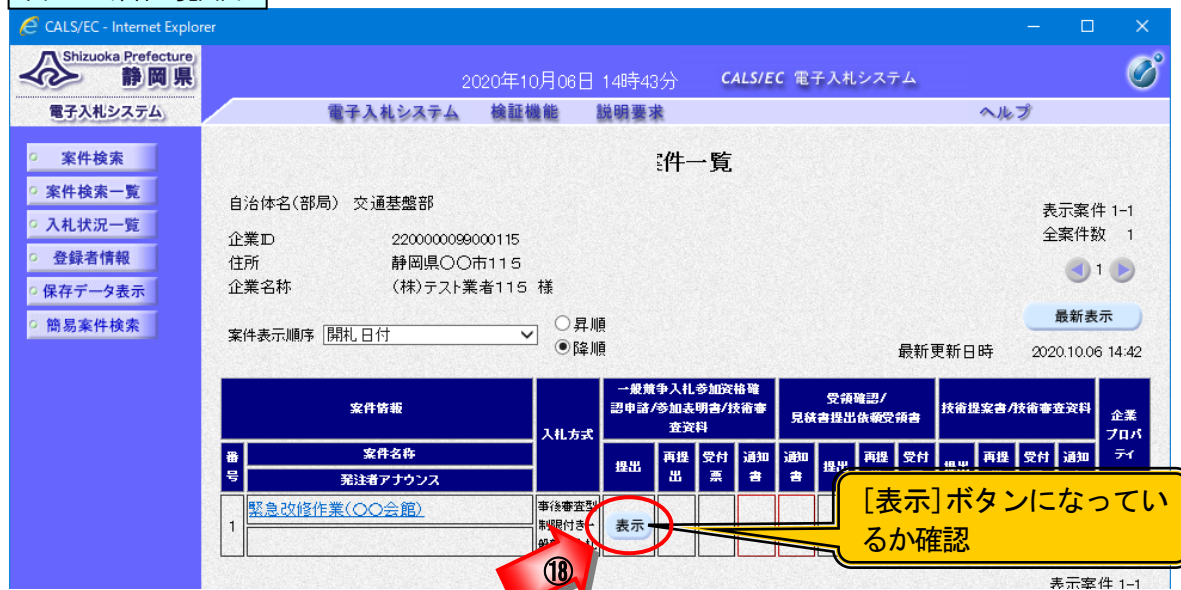 CALS/EC - Internet Explorer
Shizuoka Prefecture
静岡県
2020年10月06日 14時43分
CALS/EC 電子入札システム
電子入札システム
電子入札システム 検証機能 説明要求 ヘルプ
案件検索
案件検索一覧
入札状況一覧
登録者情報
保存データ表示
簡易案件検索
件一覧
自治体名(部局) 交通基盤部
表示案件 1-1
企業ID 2200000099000115
全案件数 1
住所 静岡県〇〇市115
1
企業名称 (株)テスト業者115 様
最新表示
案件表示順序 開札日付
昇順
降順
最新更新日時 2020.10.06 14:42
案件情報
入札方式
一般競争入札参加資格確
認申請/参加表明書/技術審
査資料
受領確認/
見積書提出依頼受領書
技術提案書/技術審査資料
企業
プロパ
ティ
番号
案件名称
発注者アナウンス
提出
再提出
受付票
通知書
通知書
提出
再提
受付
再提
受付
通知
1
緊急改修作業(〇〇会館)
事後審査型
制限付き一
表示
[表示]ボタンになってい
るか確認
⑱
表示案件 1-1